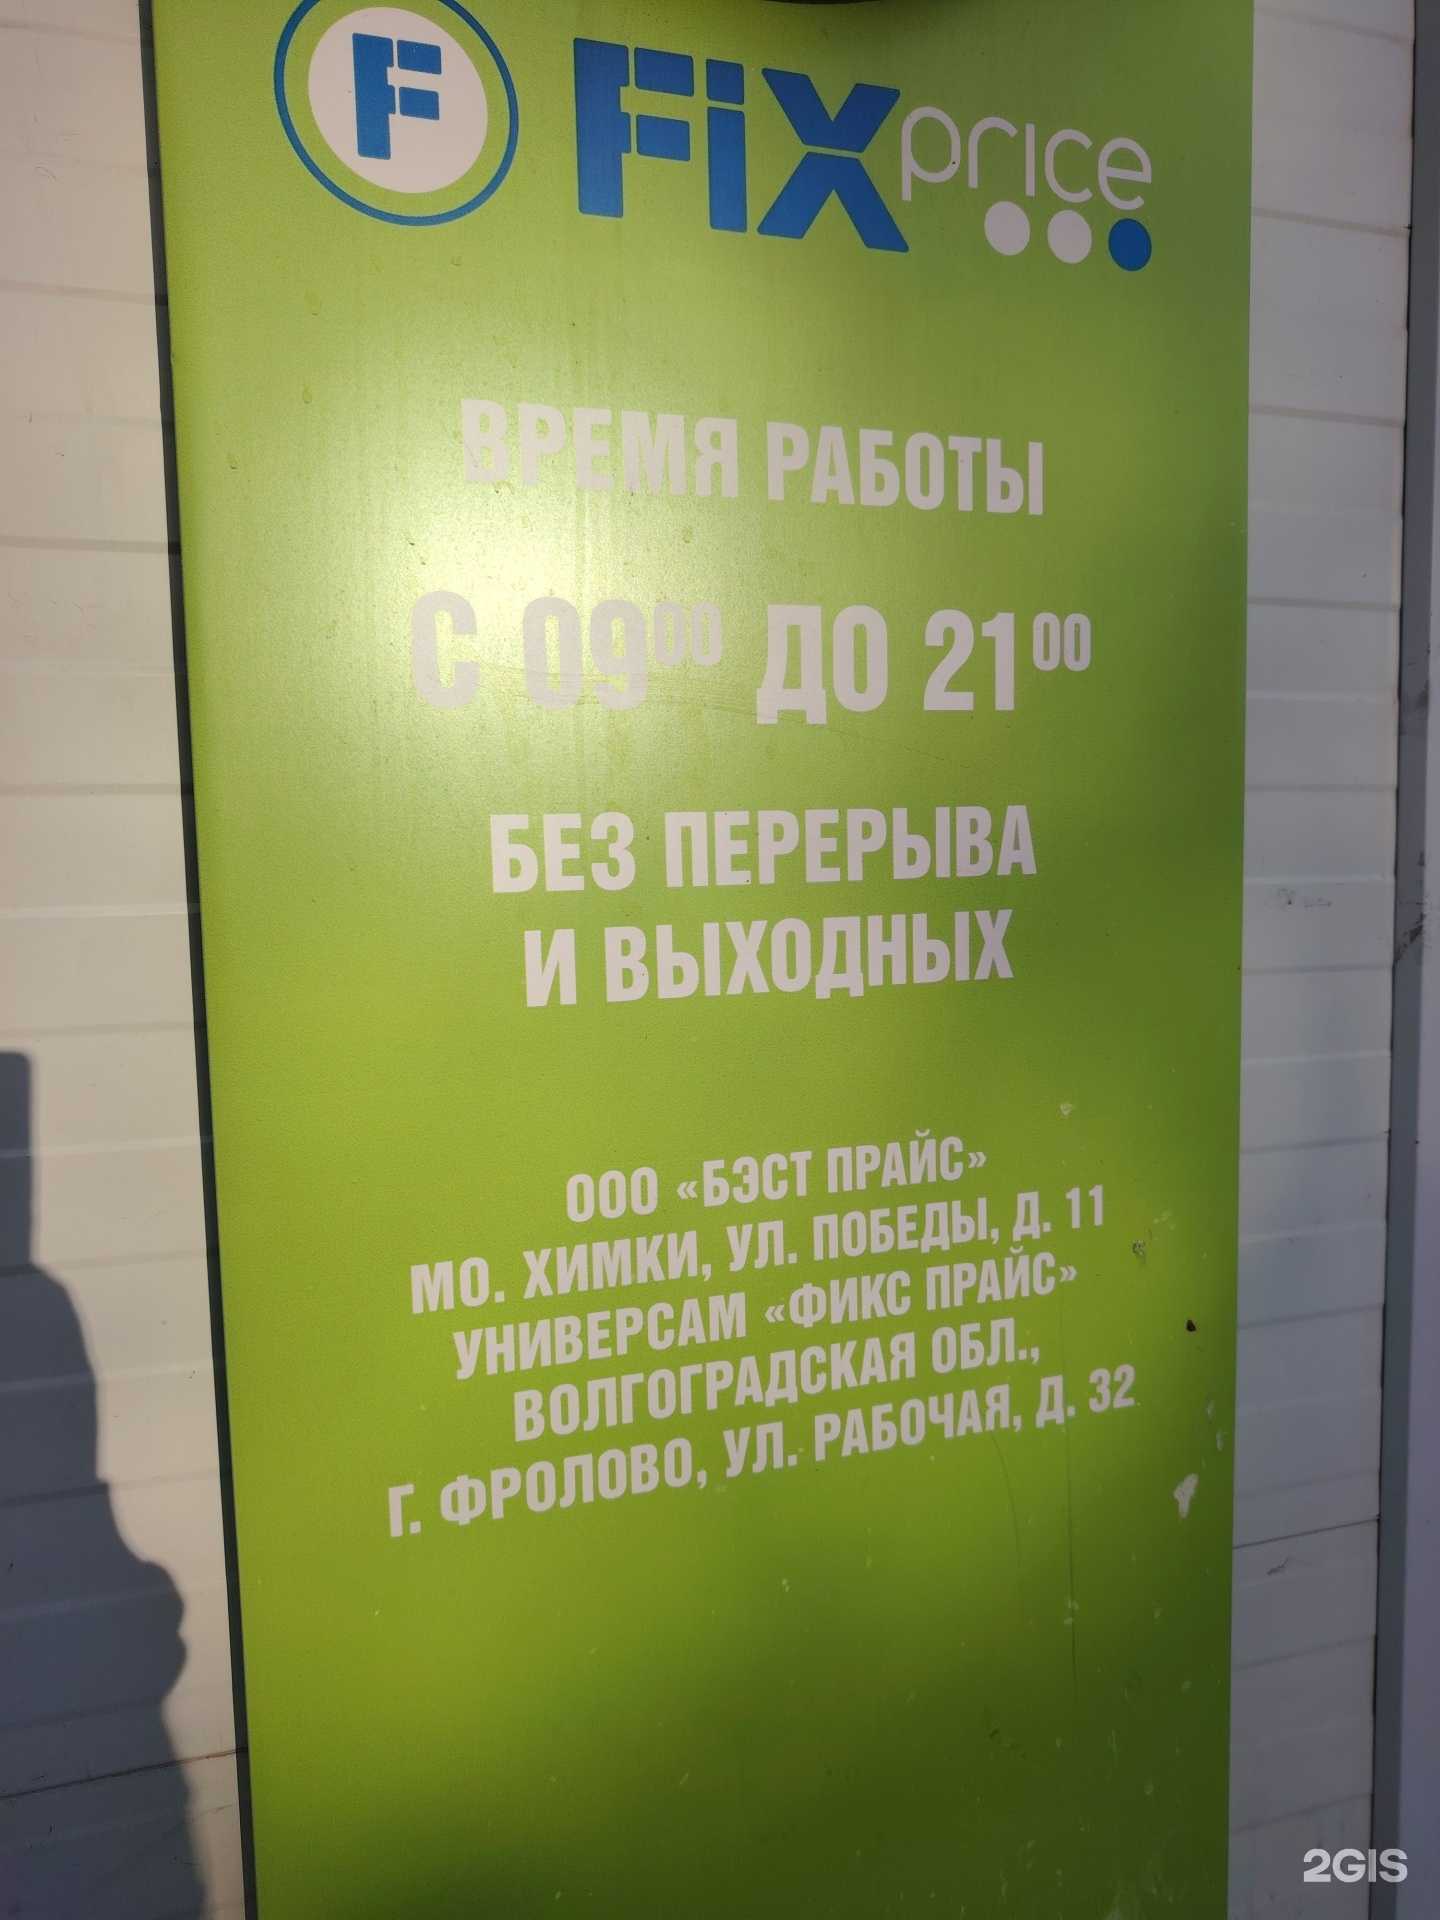 F FiX price
ВРЕМЯ РАБОТЫ
С 09⁰⁰ ДО 21⁰⁰
БЕЗ ПЕРЕРЫВА
И ВЫХОДНЫХ
ООО «БЭСТ ПРАЙС»
МО. ХИМКИ, УЛ. ПОБЕДЫ, Д. 11
УНИВЕРСАМ «ФИКС ПРАЙС»
ВОЛГОГРАДСКАЯ ОБЛ.,
Г. ФРОЛОВО, УЛ. РАБОЧАЯ, Д. 32
2GIS